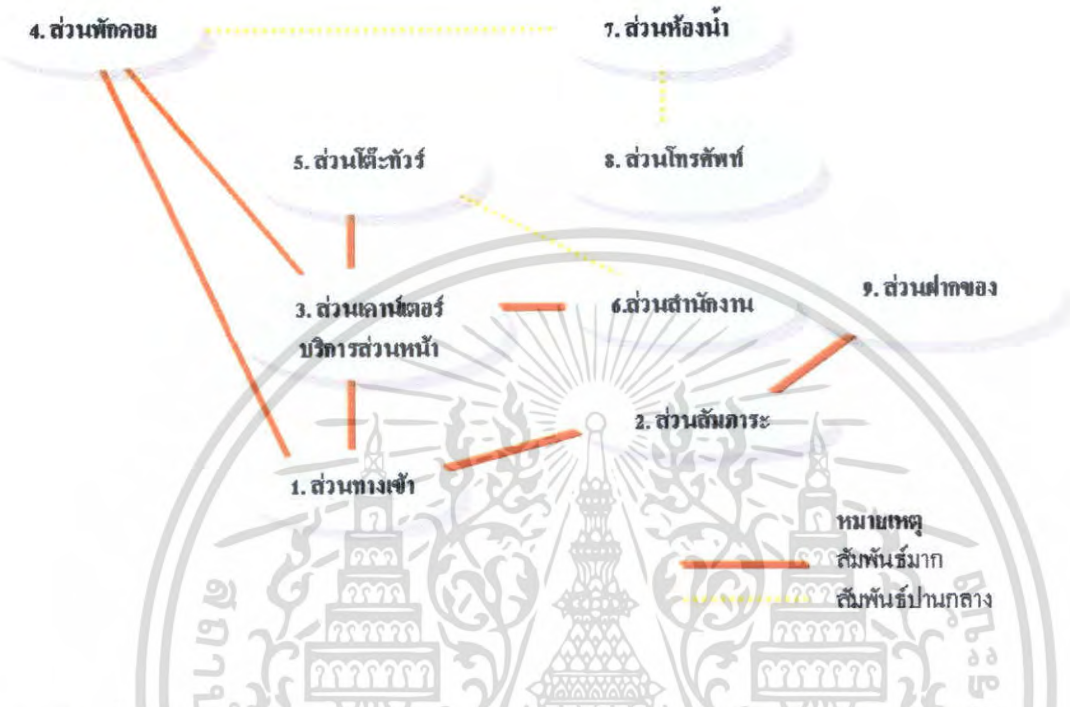 4. ส่วนพักคอย
7. ส่วนห้องน้ำ
5. ส่วนโต๊ะทัวร์
8. ส่วนโทรศัพท์
3. ส่วนเคาน์เตอร์
บริการส่วนหน้า
6.ส่วนสำนักงาน
9. ส่วนฝากของ
2. ส่วนสัมภาระ
1. ส่วนทางเข้า
หมายเหตุ
สัมพันธ์มาก
สัมพันธ์ปานกลาง